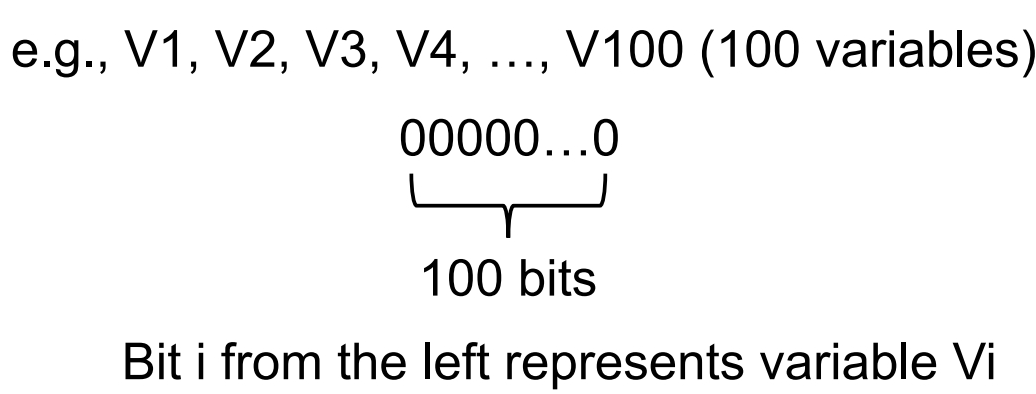 e.g., V1, V2, V3, V4, …, V100 (100 variables)
00000…0
100 bits
Bit i from the left represents variable Vi